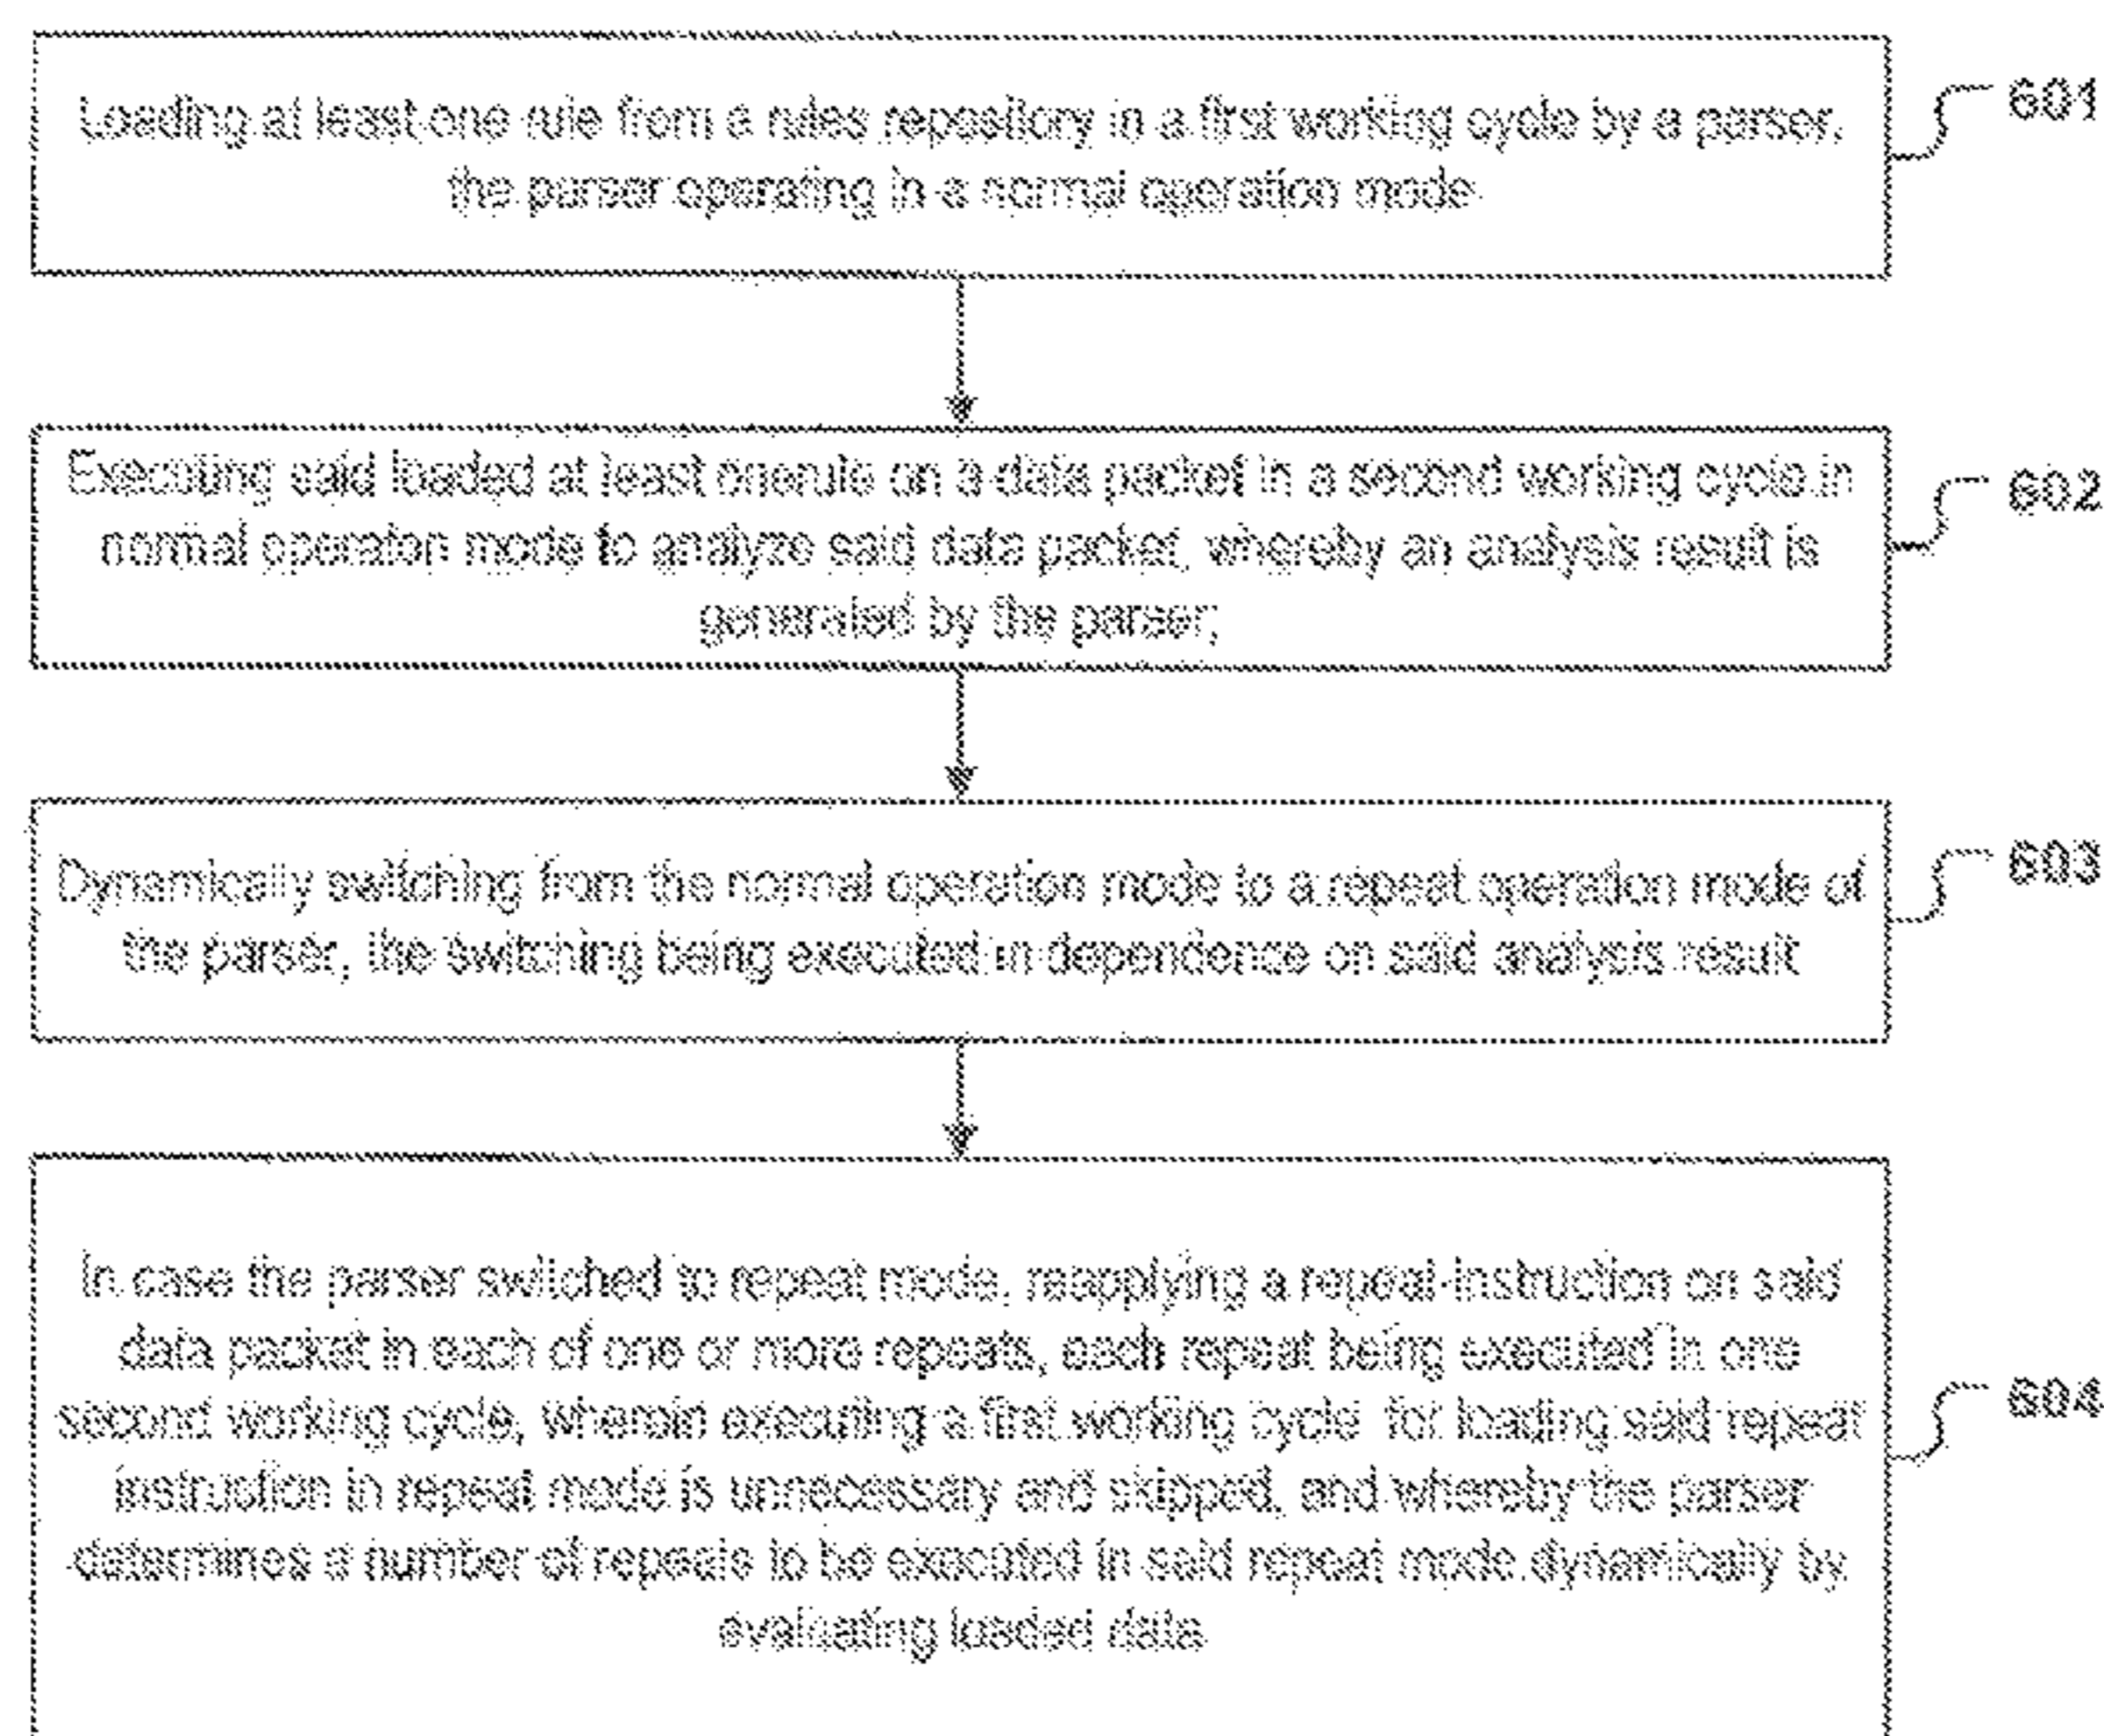 Loading at least one rule from a rules repository in a first working cycle by a parser,
the parser operating in a normal operation mode
601
Executing said loaded at least onerule on a data packet in a second working cycle in
normal operaton mode to analyze said data packet, whereby an analysis result is
generated by the parser;
602
Dynamically switching from the normal operation mode to a repeat operation mode of
the parser, the switching being executed in dependence on said analysis result
603
In case the parser switched to repeat mode, reapplying a repeat-instruction on said
data packet in each of one or more repeats, each repeat being executed in one
second working cycle, wherein executing a first working cycle for loading said repeat
instruction in repeat mode is unnecessary and skipped, and whereby the parser
determines a number of repeats to be executed in said repeat mode dynamically by
evaluating loaded data
604